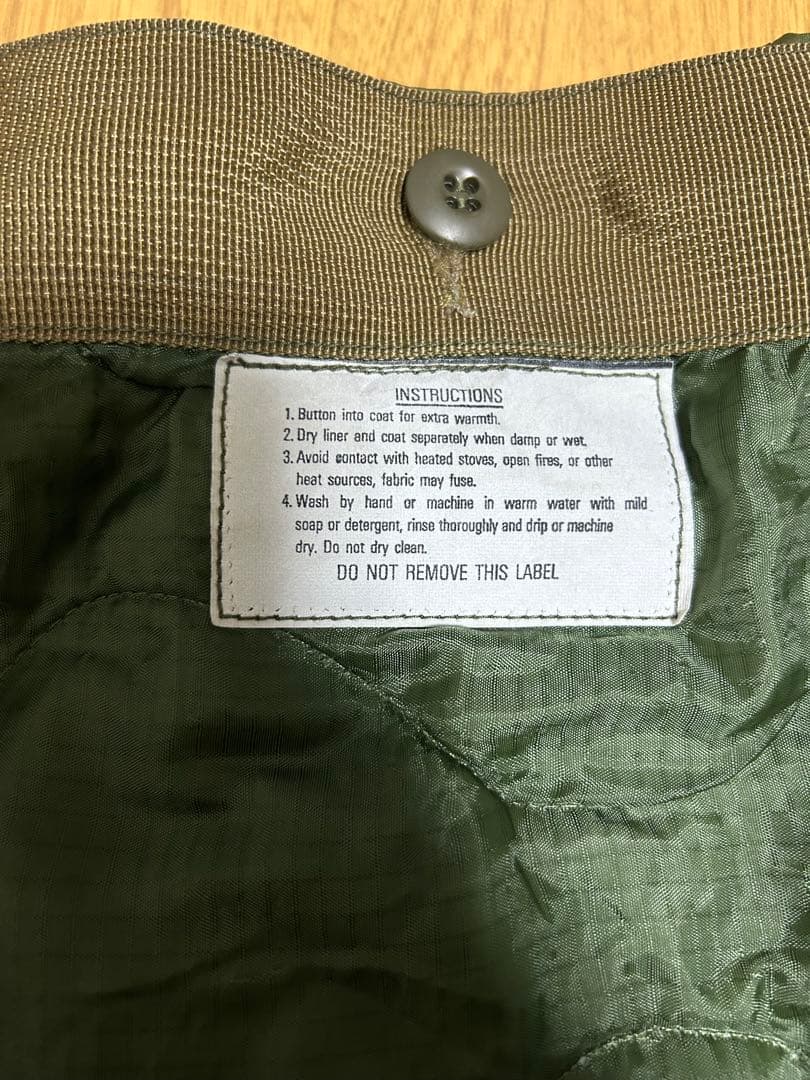 INSTRUCTIONS
1. Button into coat for extra warmth.
2. Dry liner and coat separately when damp or wet.
3. Avoid contact with heated stoves, open fires, or other
heat sources, fabric may fuse.
4. Wash by hand or machine in warm water with mild
soap or detergent, rinse thoroughly and drip or machine
dry. Do not dry clean.
DO NOT REMOVE THIS LABEL